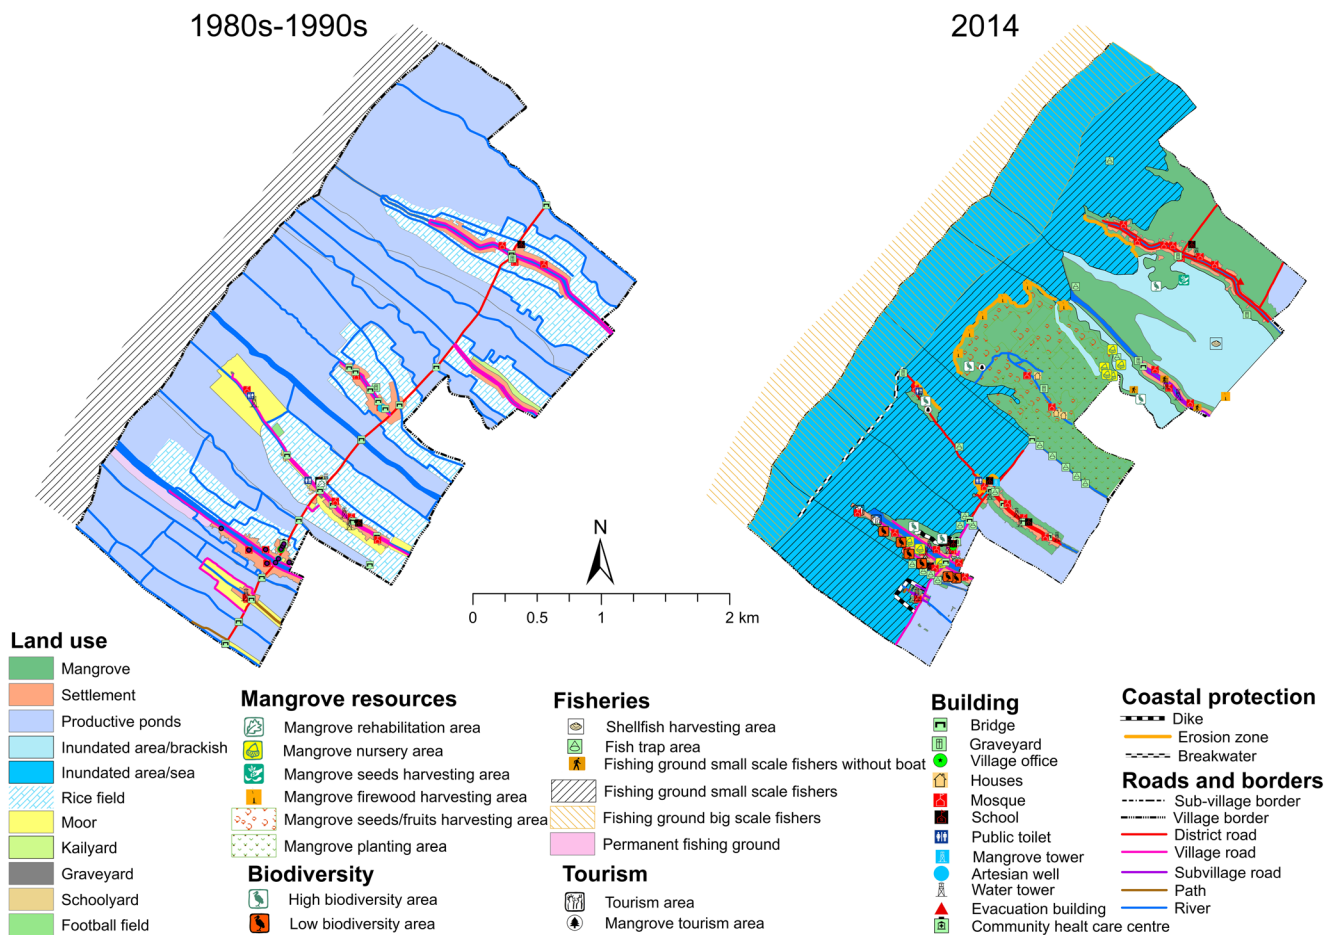 1980s-1990s
2014
N
0
0.5
1
2 km
Land use
Mangrove
Settlement
Productive ponds
Inundated area/brackish
Inundated area/sea
Rice field
Moor
Kailyard
Graveyard
Schoolyard
Football field
Mangrove resources
Mangrove rehabilitation area
Mangrove nursery area
Mangrove seeds harvesting area
Mangrove firewood harvesting area
Mangrove seeds/fruits harvesting area
Mangrove planting area
Biodiversity
High biodiversity area
Low biodiversity area
Fisheries
Shellfish harvesting area
Fish trap area
Fishing ground small scale fishers without boat
Fishing ground small scale fishers
Fishing ground big scale fishers
Permanent fishing ground
Tourism
Tourism area
Mangrove tourism area
Building
Bridge
Graveyard
Village office
Houses
Mosque
School
Public toilet
Mangrove tower
Artesian well
Water tower
Evacuation building
Community healt care centre
Coastal protection
Dike
Erosion zone
Breakwater
Roads and borders
Sub-village border
Village border
District road
Village road
Subvillage road
Path
River